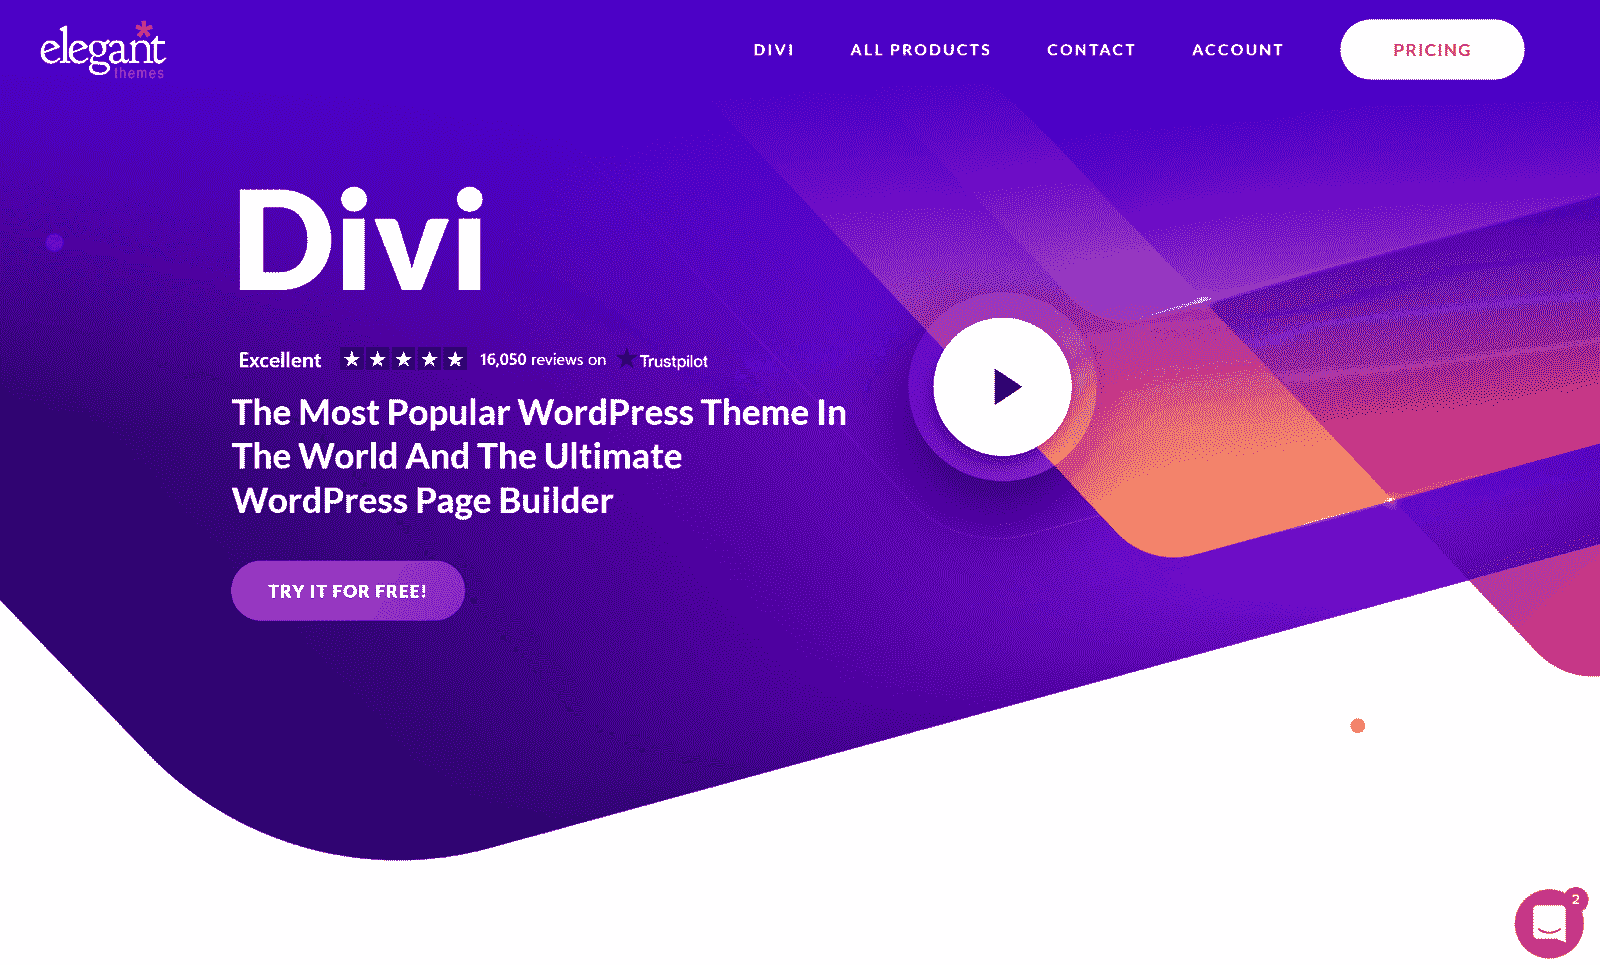 elegant
themes
DIVI
ALL PRODUCTS
CONTACT
ACCOUNT
PRICING
Divi
Excellent 16,050 reviews on Trustpilot
The Most Popular WordPress Theme In
The World And The Ultimate
WordPress Page Builder
TRY IT FOR FREE!
2